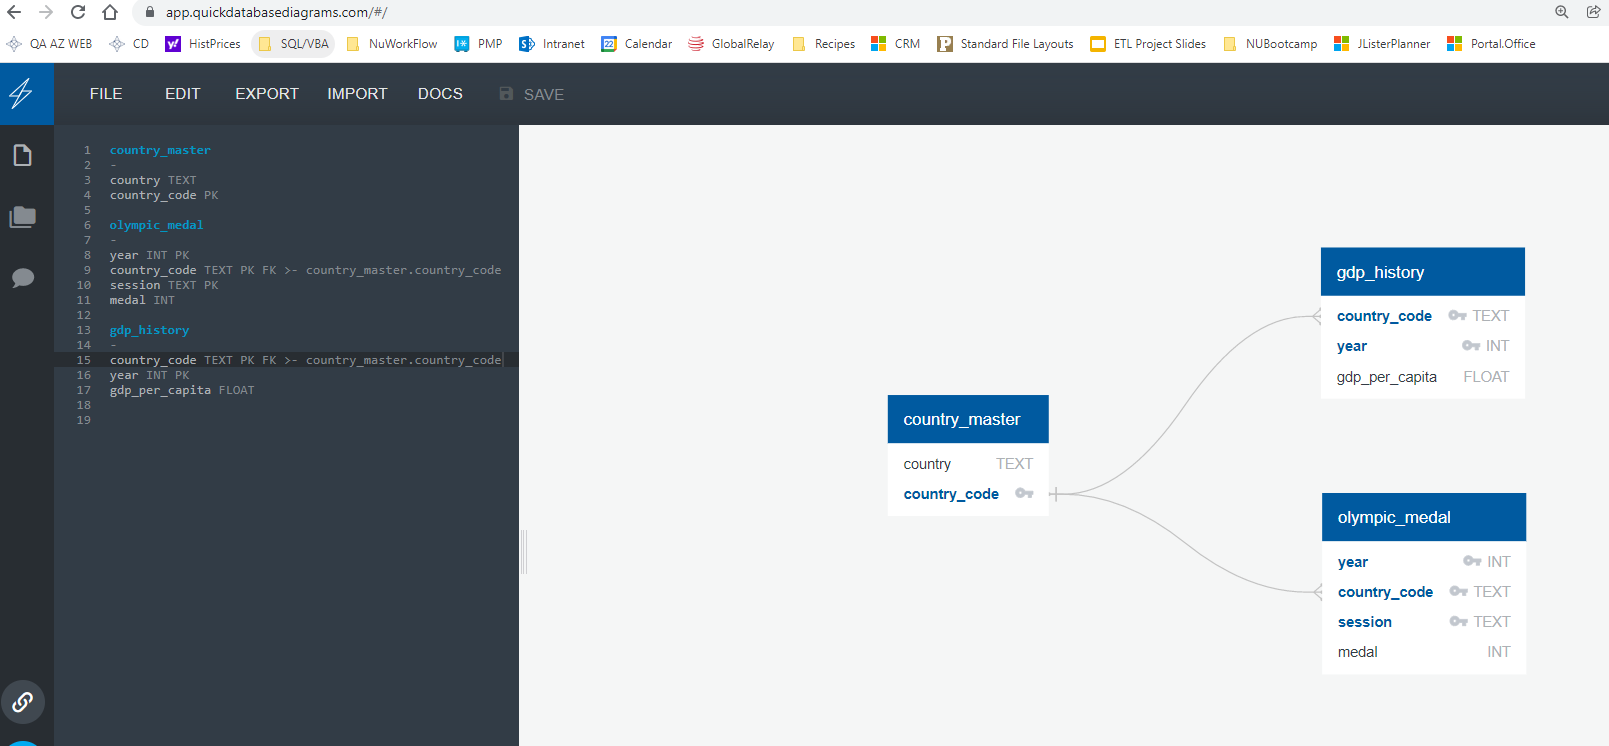 app.quickdatabasediagrams.com/#/
QA AZ WEB CD HistPrices SQL/VBA NuWorkFlow PMP Intranet 22 Calendar GlobalRelay Recipes CRM P Standard File Layouts ETL Project Slides NUBootcamp JListerPlanner Portal.Office
FILE EDIT EXPORT IMPORT DOCS SAVE
1 country_master
2 -
3 country TEXT
4 country_code PK
5
6 olympic_medal
7 -
8 year INT PK
9 country_code TEXT PK FK >- country_master.country_code
10 session TEXT PK
11 medal INT
12
13 gdp_history
14 -
15 country_code TEXT PK FK >- country_master.country_code
16 year INT PK
17 gdp_per_capita FLOAT
18
19
country_master
country TEXT
country_code
gdp_history
country_code TEXT
year INT
gdp_per_capita FLOAT
olympic_medal
year INT
country_code TEXT
session TEXT
medal INT